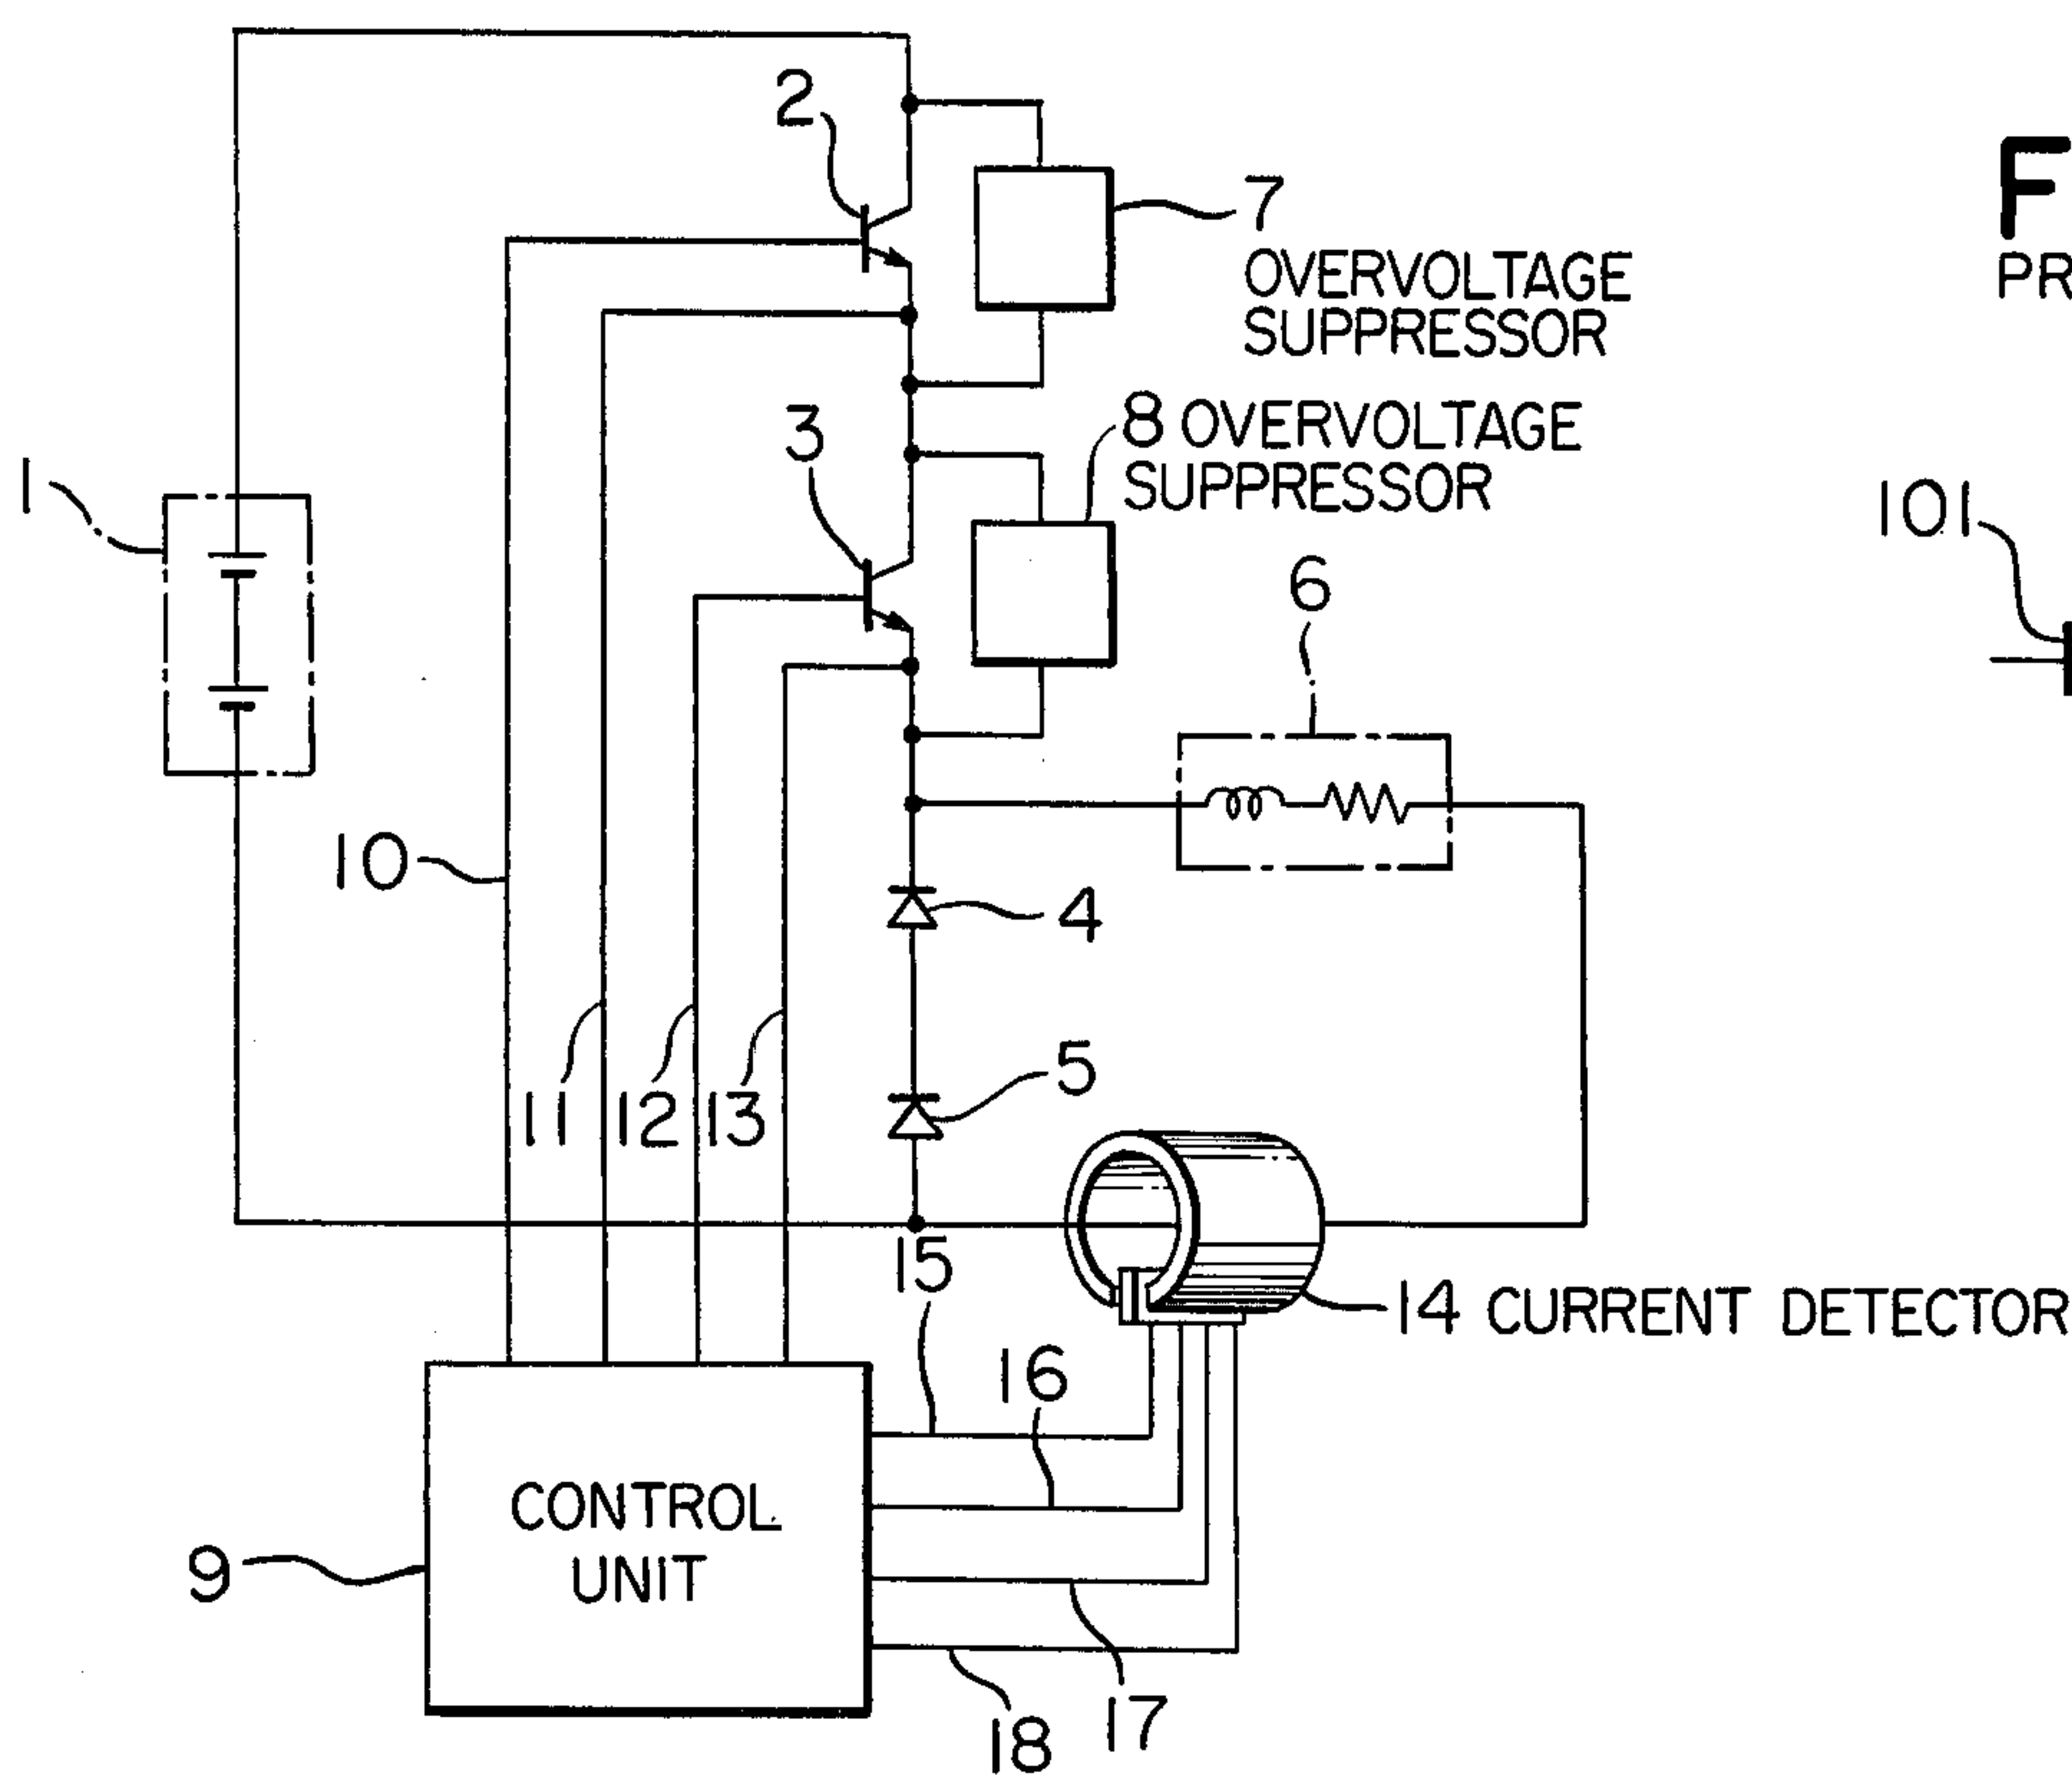 2
7
OVERVOLTAGE
SUPPRESSOR
F
PR
3
8 OVERVOLTAGE
SUPPRESSOR
1
101
6
10
4
5
11
12
13
15
14 CURRENT DETECTOR
16
CONTROL
UNIT
9
17
18